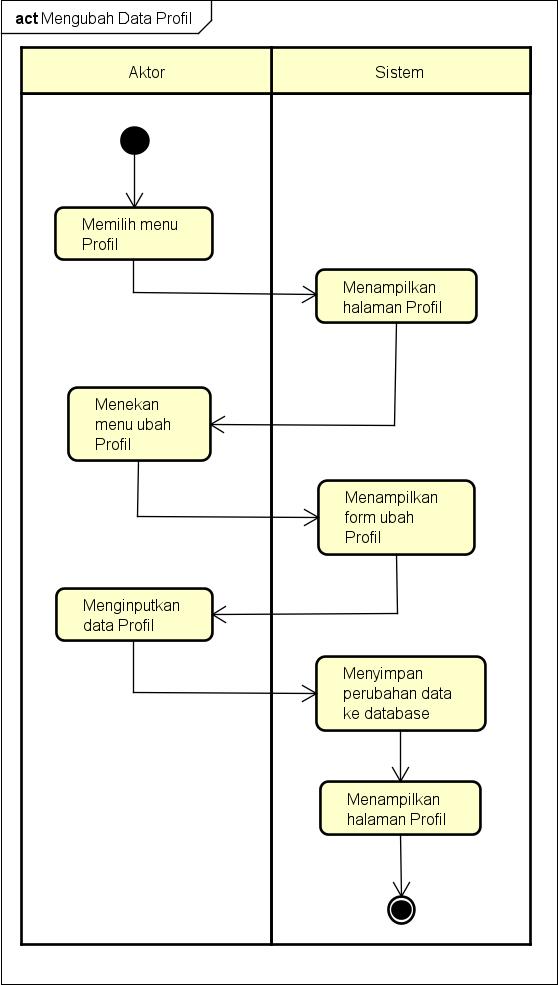 act Mengubah Data Profil
Aktor
Sistem
Memilih menu
Profil
Menampilkan
halaman Profil
Menekan
menu ubah
Profil
Menampilkan
form ubah
Profil
Menginputkan
data Profil
Menyimpan
perubahan data
ke database
Menampilkan
halaman Profil